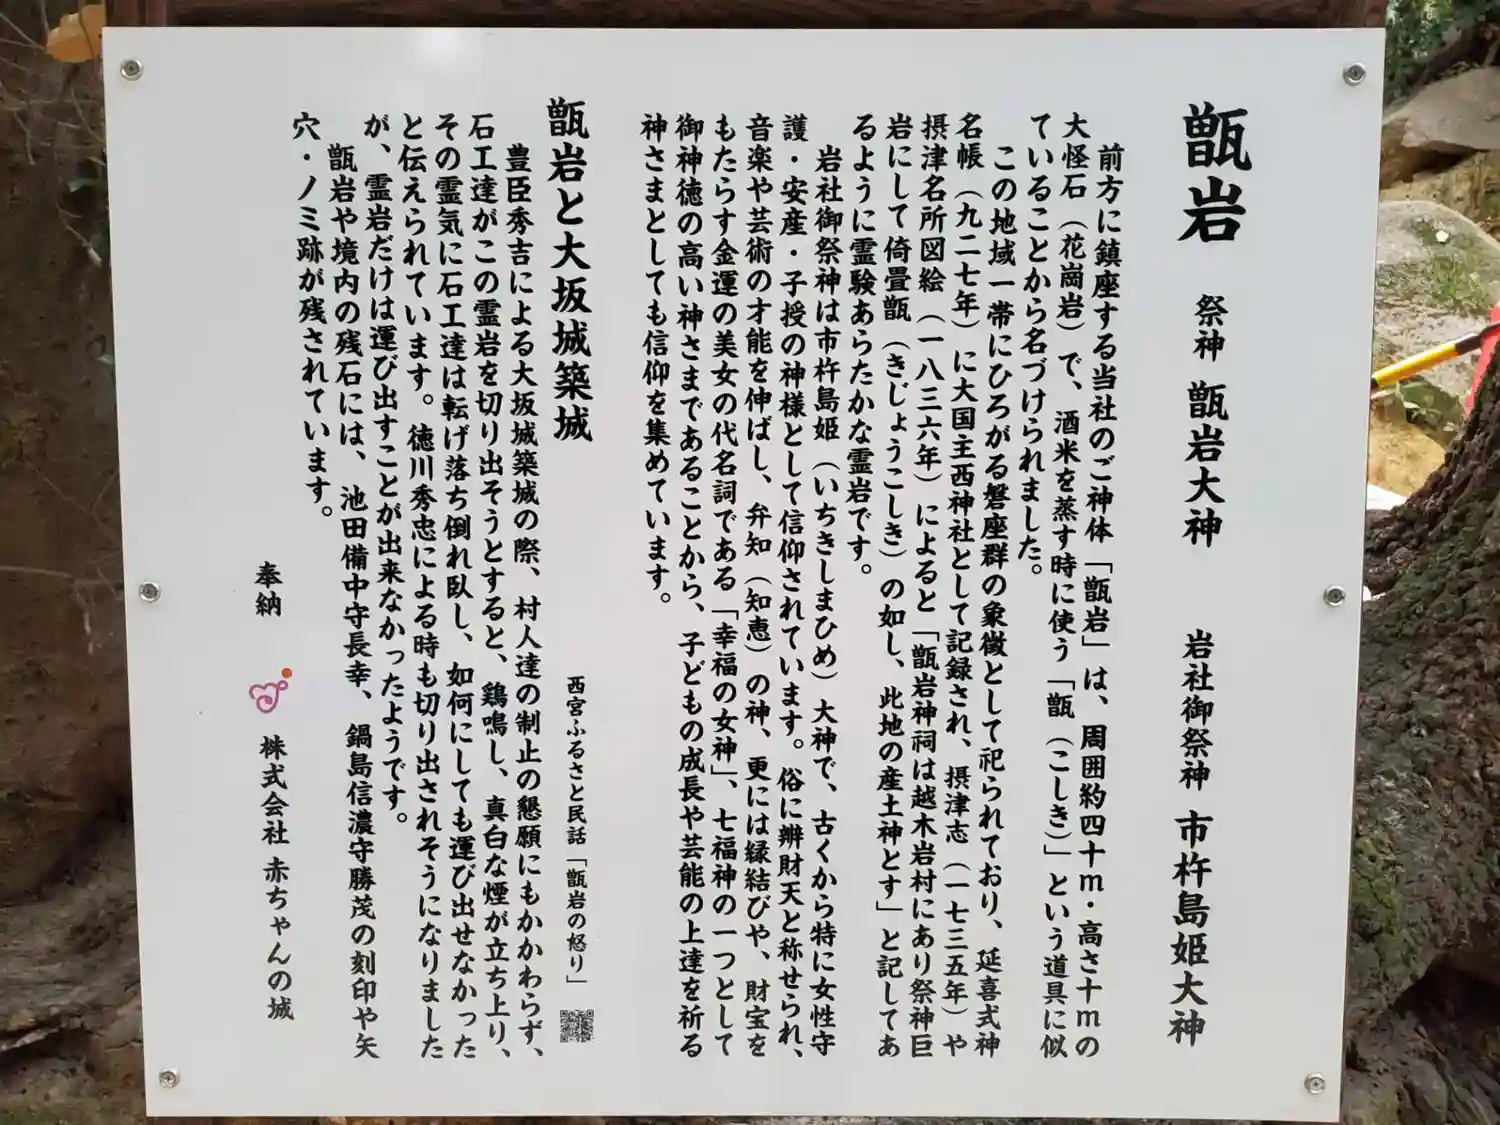 甑岩 祭神 甑岩大神 岩社御祭神 市杵島姫大神
前方に鎮座する当社のご神体「甑岩」は、周囲約四十m・高さ十mの
大怪石（花崗岩）で、酒米を蒸す時に使う「甑（こしき）」という道具に似
ていることから名づけられました。
この地域一帯にひろがる磐座群の象徴として祀られており、延喜式神
名帳（九二七年）に大国主西神社として記録され、摂津志（一七三五年）や
摂津名所図絵（一八三六年）によると「甑岩神祠は越木岩村にあり祭神巨
岩にして倚畳甑（きじょうこしき）の如し、此地の産土神とす」と記してあ
るように霊験あらたかな霊岩です。
岩社御祭神は市杵島姫（いちきしまひめ）大神で、古くから特に女性守
護・安産・子授の神様として信仰されています。俗に辨財天と称せられ、
音楽や芸術の才能を伸ばし、弁知（知恵）の神、更には縁結びや、財宝を
もたらす金運の美女の代名詞である「幸福の女神」、七福神の一つとして
御神徳の高い神さまであることから、子どもの成長や芸能の上達を祈る
神さまとしても信仰を集めています。
甑岩と大坂城築城 西宮ふるさと民話「甑岩の怒り」
豊臣秀吉による大坂城築城の際、村人達の制止の懇願にもかかわらず、
石工達がこの霊岩を切り出そうとすると、鶏鳴し、真白な煙が立ち上り、
その霊気に石工達は転げ落ち倒れ臥し、如何にしても運び出せなかった
と伝えられています。徳川秀忠による時も切り出されそうになりました
が、霊岩だけは運び出すことが出来なかったようです。
甑岩や境内の残石には、池田備中守長幸、鍋島信濃守勝茂の刻印や矢
穴・ノミ跡が残されています。
奉納 株式会社 赤ちゃんの城